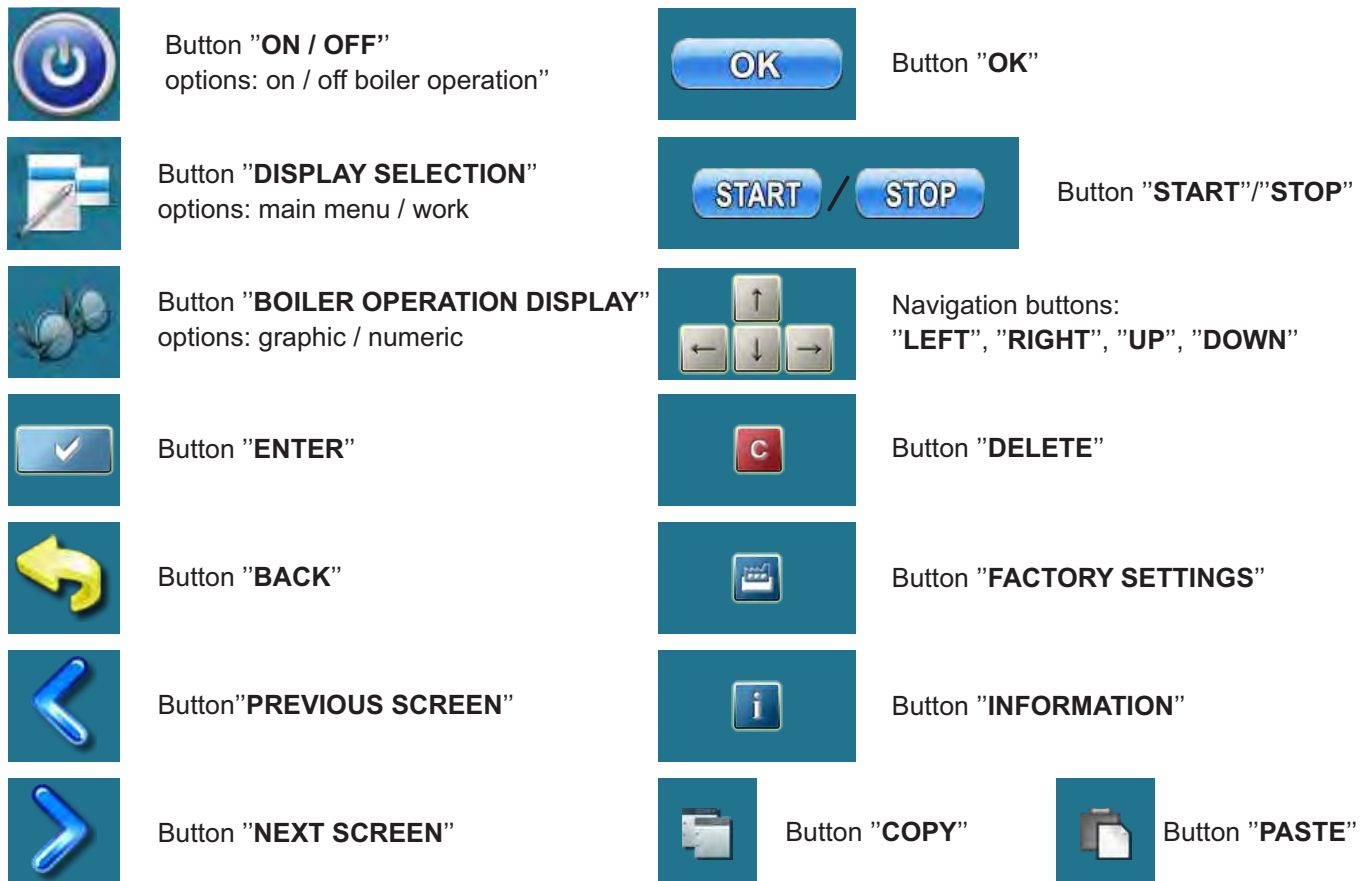 Button ’’ON / OFF’’
options: on / off boiler operation’’
Button ’’DISPLAY SELECTION’’
options: main menu / work
Button ’’BOILER OPERATION DISPLAY’’
options: graphic / numeric
Button ’’ENTER’’
Button ’’BACK’’
Button’’PREVIOUS SCREEN’’
Button ’’NEXT SCREEN’’
OK
Button ’’OK’’
START / STOP
Button ’’START’’/’’STOP’’
↑
← ↓ →
Navigation buttons:
’’LEFT’’, ’’RIGHT’’, ’’UP’’, ’’DOWN’’
C
Button ’’DELETE’’
Button ’’FACTORY SETTINGS’’
i
Button ’’INFORMATION’’
Button ’’COPY’’
Button ’’PASTE’’